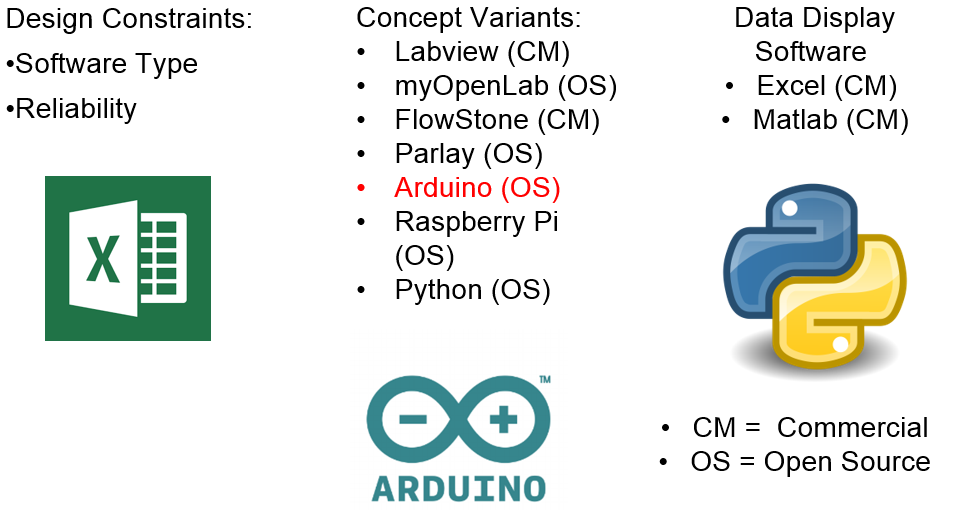 Design Constraints:
•Software Type
•Reliability
X
Concept Variants:
• Labview (CM)
• myOpenLab (OS)
• FlowStone (CM)
• Parlay (OS)
• Arduino (OS)
• Raspberry Pi
(OS)
• Python (OS)
TM
ARDUINO
Data Display
Software
• Excel (CM)
• Matlab (CM)
• CM = Commercial
• OS = Open Source